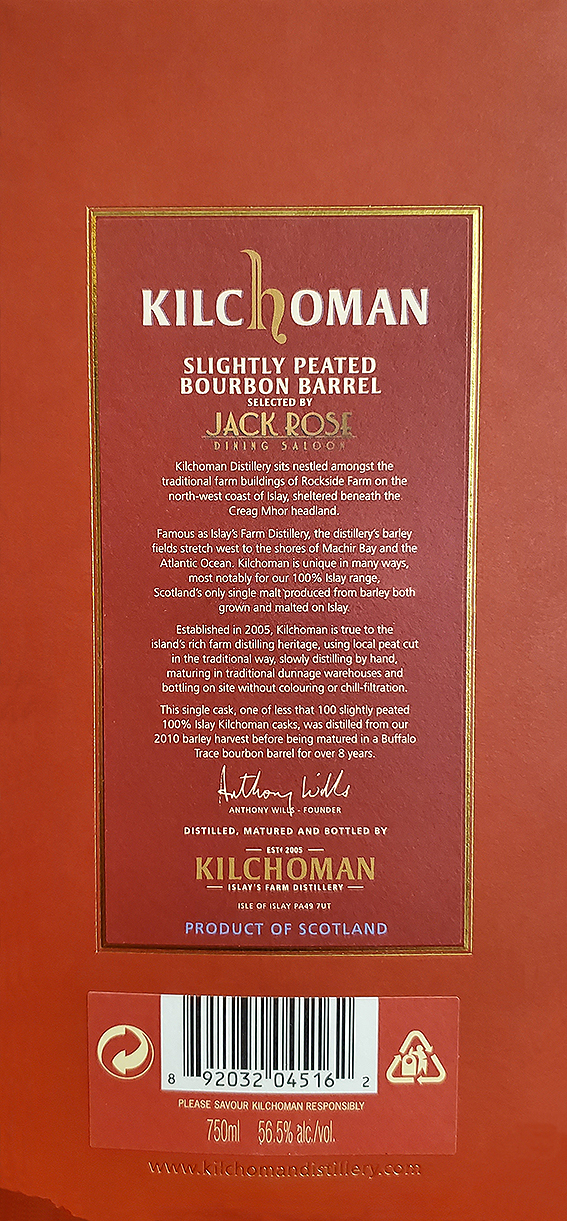 KILCHOMAN
SLIGHTLY PEATED
BOURBON BARREL
SELECTED BY
JACK ROSE
DINING SALOON
Kilchoman Distillery sits nestled amongst the
traditional farm buildings of Rockside Farm on the
north-west coast of Islay, sheltered beneath the
Creag Mhor headland.
Famous as Islay's Farm Distillery, the distillery's barley
fields stretch west to the shores of Machir Bay and the
Atlantic Ocean. Kilchoman is unique in many ways,
most notably for our 100% Islay range,
Scotland's only single malt produced from barley both
grown and malted on Islay.
Established in 2005, Kilchoman is true to the
island's rich farm distilling heritage, using local peat cut
in the traditional way, slowly distilling by hand,
maturing in traditional dunnage warehouses and
bottling on site without colouring or chill-filtration.
This single cask, one of less that 100 slightly peated
100% Islay Kilchoman casks, was distilled from our
2010 barley harvest before being matured in a Buffalo
Trace bourbon barrel for over 8 years.
Anthony Wills
ANTHONY WILLS - FOUNDER
DISTILLED, MATURED AND BOTTLED BY
EST. 2005
KILCHOMAN
ISLAY'S FARM DISTILLERY
ISLE OF ISLAY PA49 7UT
PRODUCT OF SCOTLAND
8 92032 04516 2
PLEASE SAVOUR KILCHOMAN RESPONSIBLY
750ml 56.5% alc./vol.
www.kilchomandistillery.com